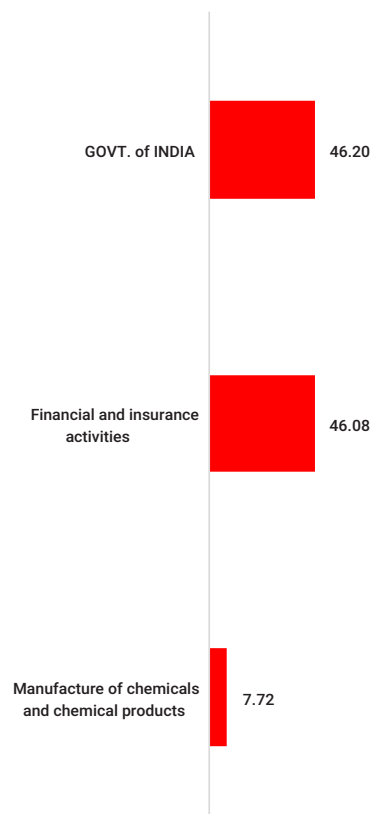 GOVT. of INDIA 46.20
Financial and insurance
activities
46.08
Manufacture of chemicals
and chemical products
7.72